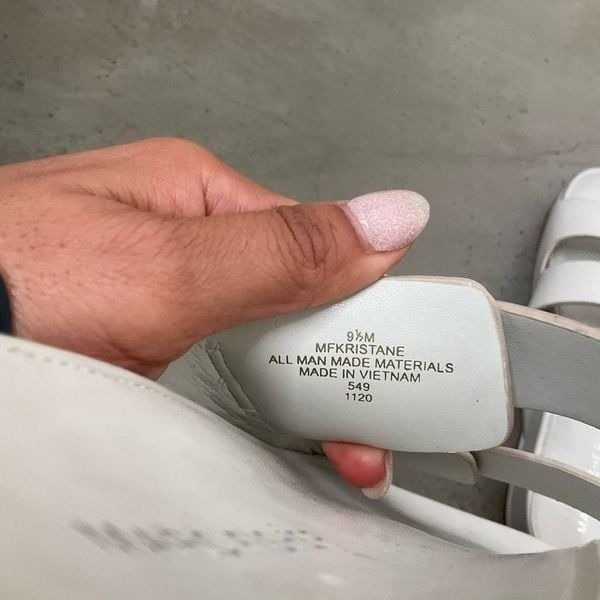 9½M
MFKRISTANE
ALL MAN MADE MATERIALS
MADE IN VIETNAM
549
1120